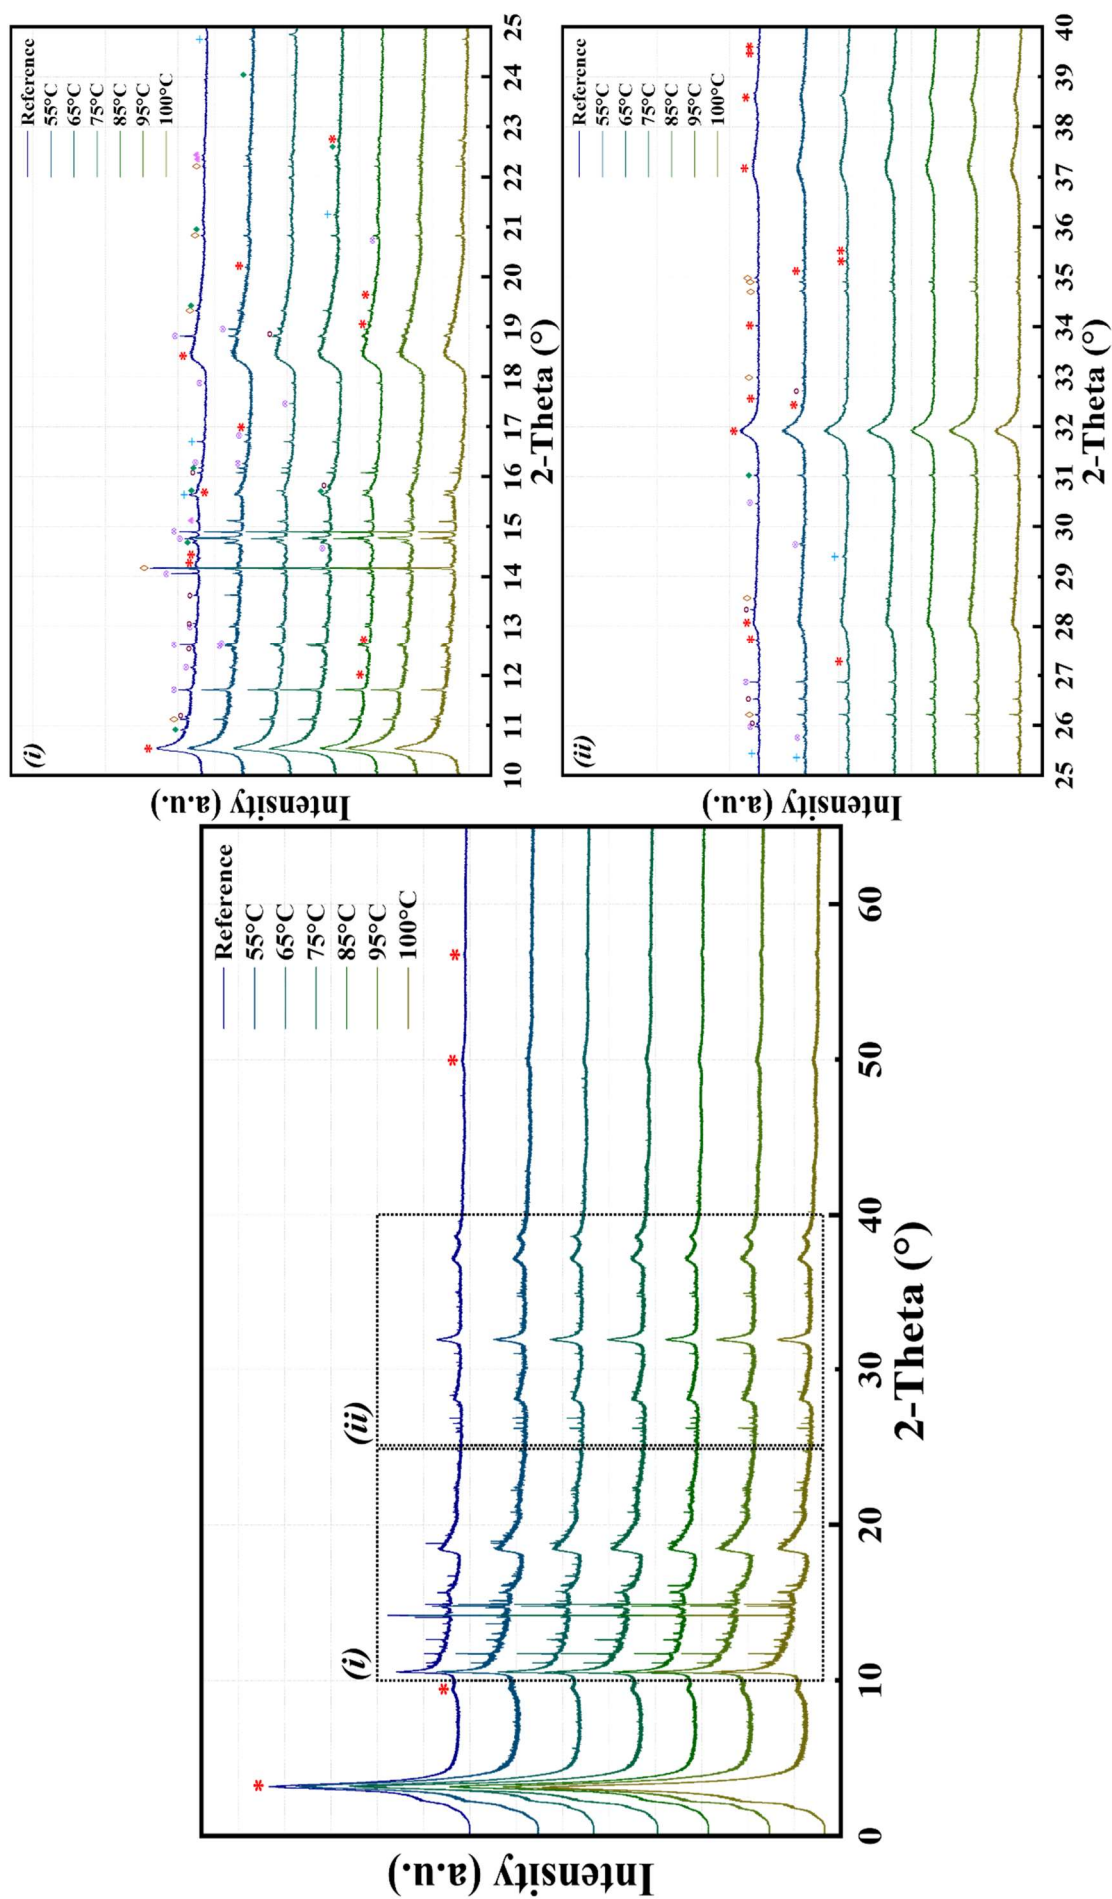 Intensity (a.u.)
(i)
(ii)
Reference
55°C
65°C
75°C
85°C
95°C
100°C
0
10
20
30
40
50
60
2-Theta (°)
Intensity (a.u.)
(i)
Reference
55°C
65°C
75°C
85°C
95°C
100°C
10
11
12
13
14
15
16
17
18
19
20
21
22
23
24
25
2-Theta (°)
Intensity (a.u.)
(ii)
Reference
55°C
65°C
75°C
85°C
95°C
100°C
25
26
27
28
29
30
31
32
33
34
35
36
37
38
39
40
2-Theta (°)